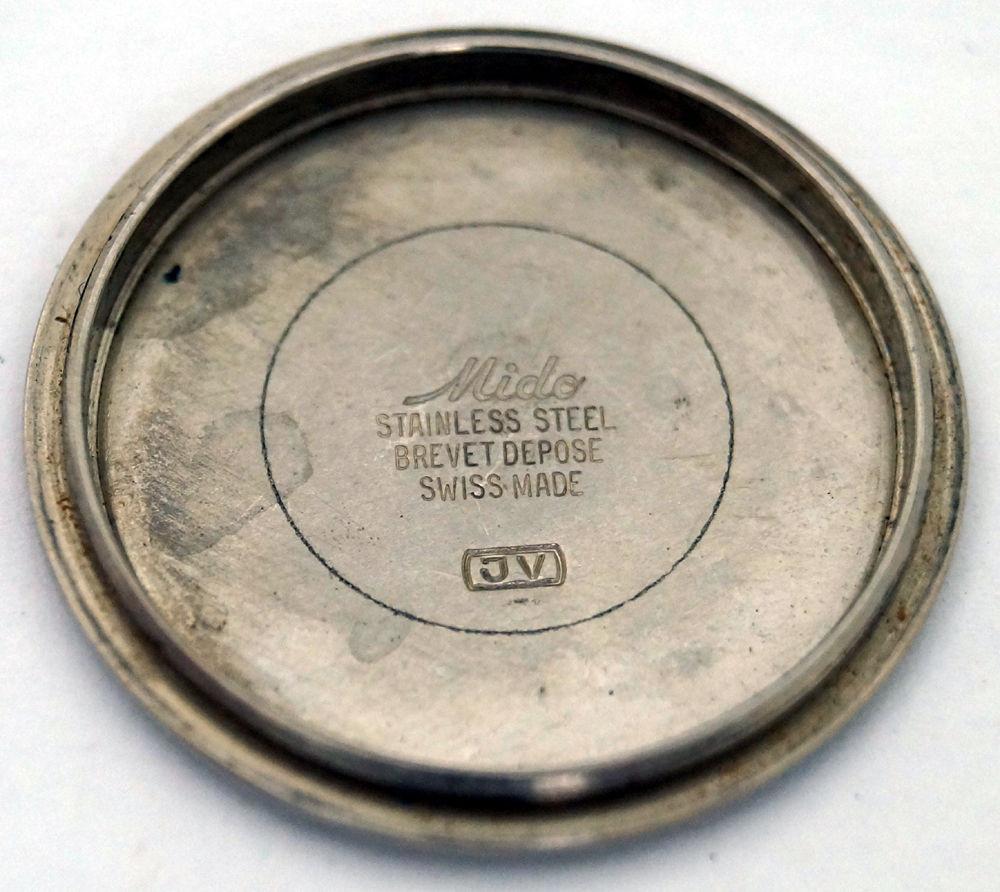 Mido
STAINLESS STEEL
BREVET DEPOSE
SWISS MADE
JV